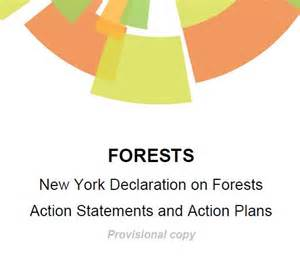 FORESTS
New York Declaration on Forests
Action Statements and Action Plans
Provisional copy